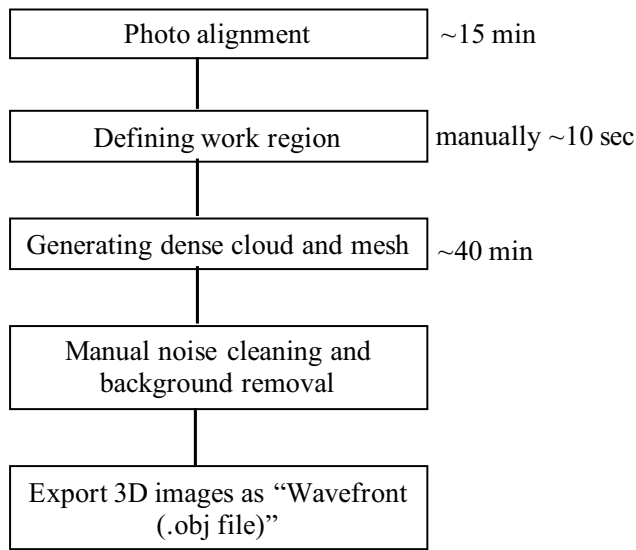 Photo alignment ~15 min
Defining work region manually ~10 sec
Generating dense cloud and mesh ~40 min
Manual noise cleaning and
background removal
Export 3D images as “Wavefront
(.obj file)”